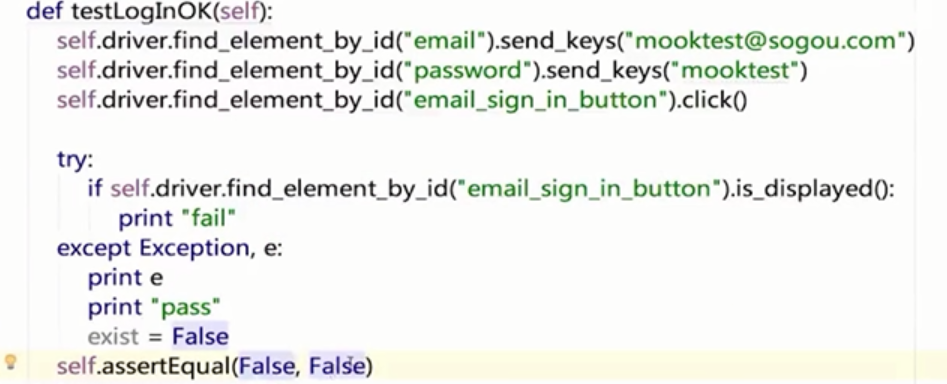 def testLogInOK(self):
self.driver.find_element_by_id("email").send_keys("mooktest@sogou.com")
self.driver.find_element_by_id("password").send_keys("mooktest")
self.driver.find_element_by_id("email_sign_in_button").click()
try:
if self.driver.find_element_by_id("email_sign_in_button").is_displayed():
print "fail"
except Exception, e:
print e
print "pass"
exist = False
self.assertEqual(False, False)